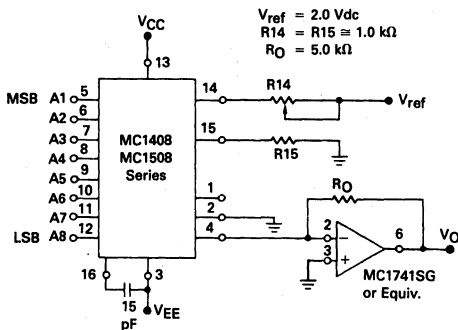 Vref = 2.0 Vdc
R14 = R15 ≅ 1.0 kΩ
RO = 5.0 kΩ
VCC
13
MSB A1 5
A2 6
A3 7
A4 8
A5 9
A6 10
A7 11
LSB A8 12
MC1408
MC1508
Series
14
R14
Vref
15
R15
1
2
4
RO
2 −
3 +
6
VO
MC1741SG
or Equiv.
16
3
15
pF
VEE